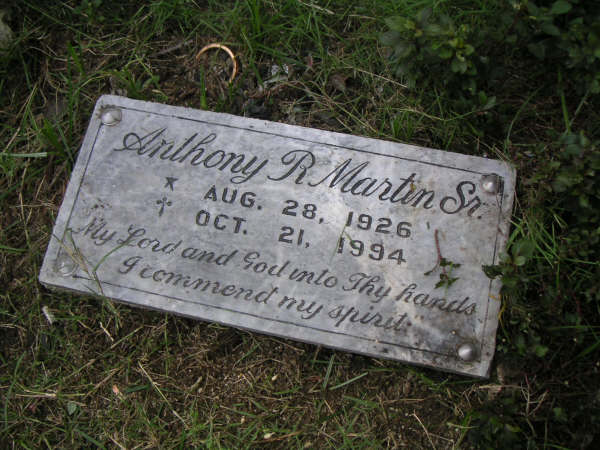 Anthony R Martin Sr.
★ AUG. 28, 1926
✝ OCT. 21, 1994
My Lord and God into Thy hands
I commend my spirit.